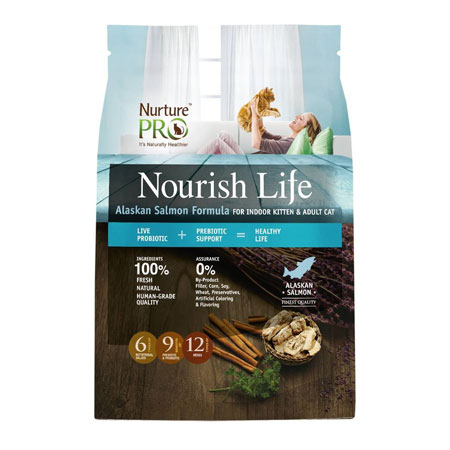 Nurture™
PRO
It's Naturally Healthier
Nourish Life
Alaskan Salmon Formula FOR INDOOR KITTEN & ADULT CAT
LIVE PROBIOTIC + PREBIOTIC SUPPORT = HEALTHY LIFE
INGREDIENTS
100%
FRESH
NATURAL
HUMAN-GRADE
QUALITY
ASSURANCE
0%
By-Product
Filler, Corn, Soy,
Wheat, Preservatives,
Artificial Coloring
& Flavoring
ALASKAN
• SALMON •
FINEST QUALITY
6
9
12
HERBS